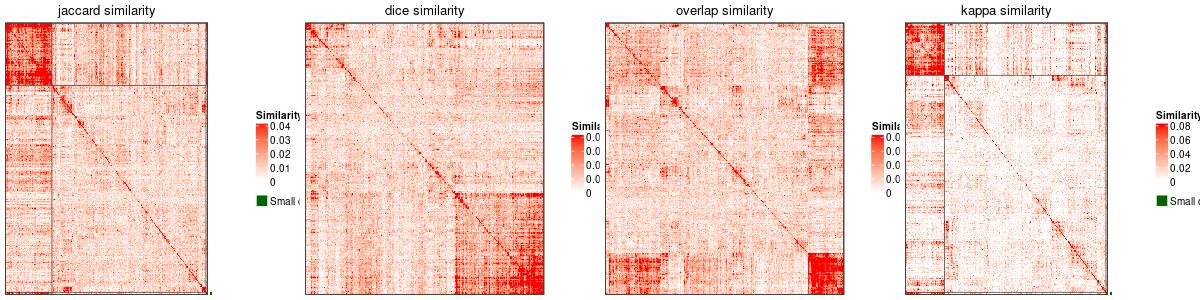 jaccard similarity
Similarity
0.04
0.03
0.02
0.01
0
Small
dice similarity
0
overlap similarity
0
kappa similarity
Similarity
0.08
0.06
0.04
0.02
0
Small